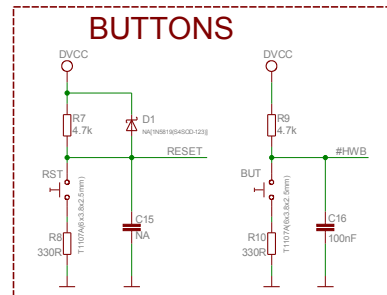 BUTTONS
DVCC
DVCC
R7
4.7k
D1
NA(1N5819(S4SOD-123))
R9
4.7k
RESET
#HWB
RST
T1107A(6x3.8x2.5mm)
BUT
T1107A(6x3.8x2.5mm)
C15
NA
C16
100nF
R8
330R
R10
330R